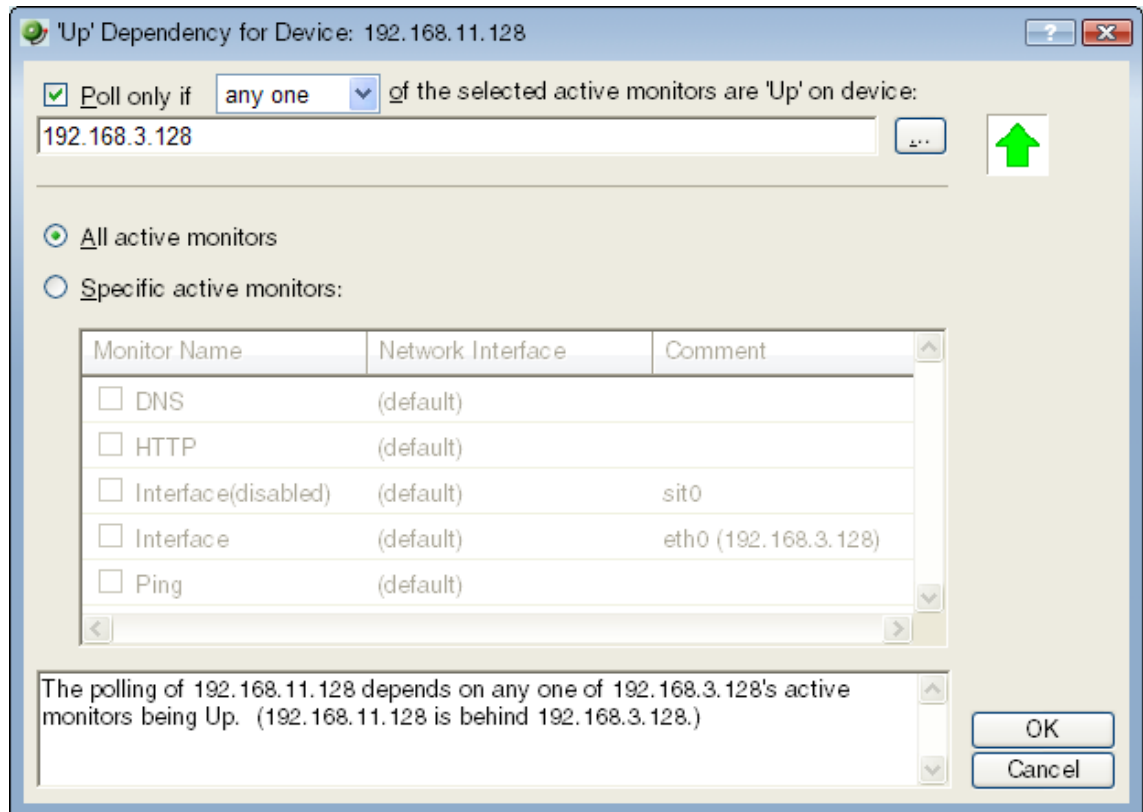 'Up' Dependency for Device: 192.168.11.128
Poll only if any one of the selected active monitors are 'Up' on device:
192.168.3.128 ...
All active monitors
Specific active monitors:
Monitor Name Network Interface Comment
DNS (default)
HTTP (default)
Interface(disabled) (default) sit0
Interface (default) eth0 (192.168.3.128)
Ping (default)
The polling of 192.168.11.128 depends on any one of 192.168.3.128's active
monitors being Up. (192.168.11.128 is behind 192.168.3.128.)
OK
Cancel